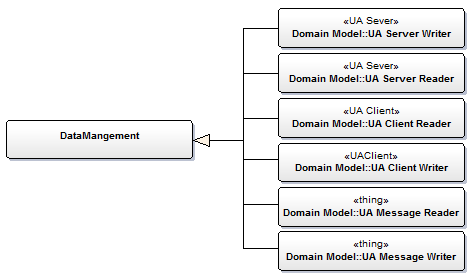 «UA Sever»
Domain Model::UA Server Writer
«UA Sever»
Domain Model::UA Server Reader
«UA Client»
Domain Model::UA Client Reader
DataMangement
«UAClient»
Domain Model::UA Client Writer
«thing»
Domain Model::UA Message Reader
«thing»
Domain Model::UA Message Writer